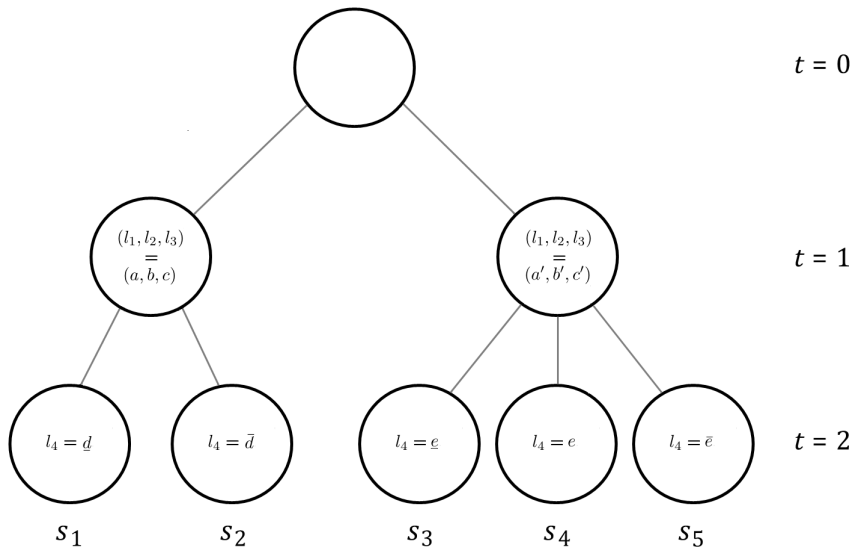 t = 0
(l₁, l₂, l₃)
=
(a, b, c)
(l₁, l₂, l₃)
=
(a′, b′, c′)
t = 1
l₄ = d̲
l₄ = d̄
l₄ = e̲
l₄ = e
l₄ = ē
t = 2
s₁
s₂
s₃
s₄
s₅